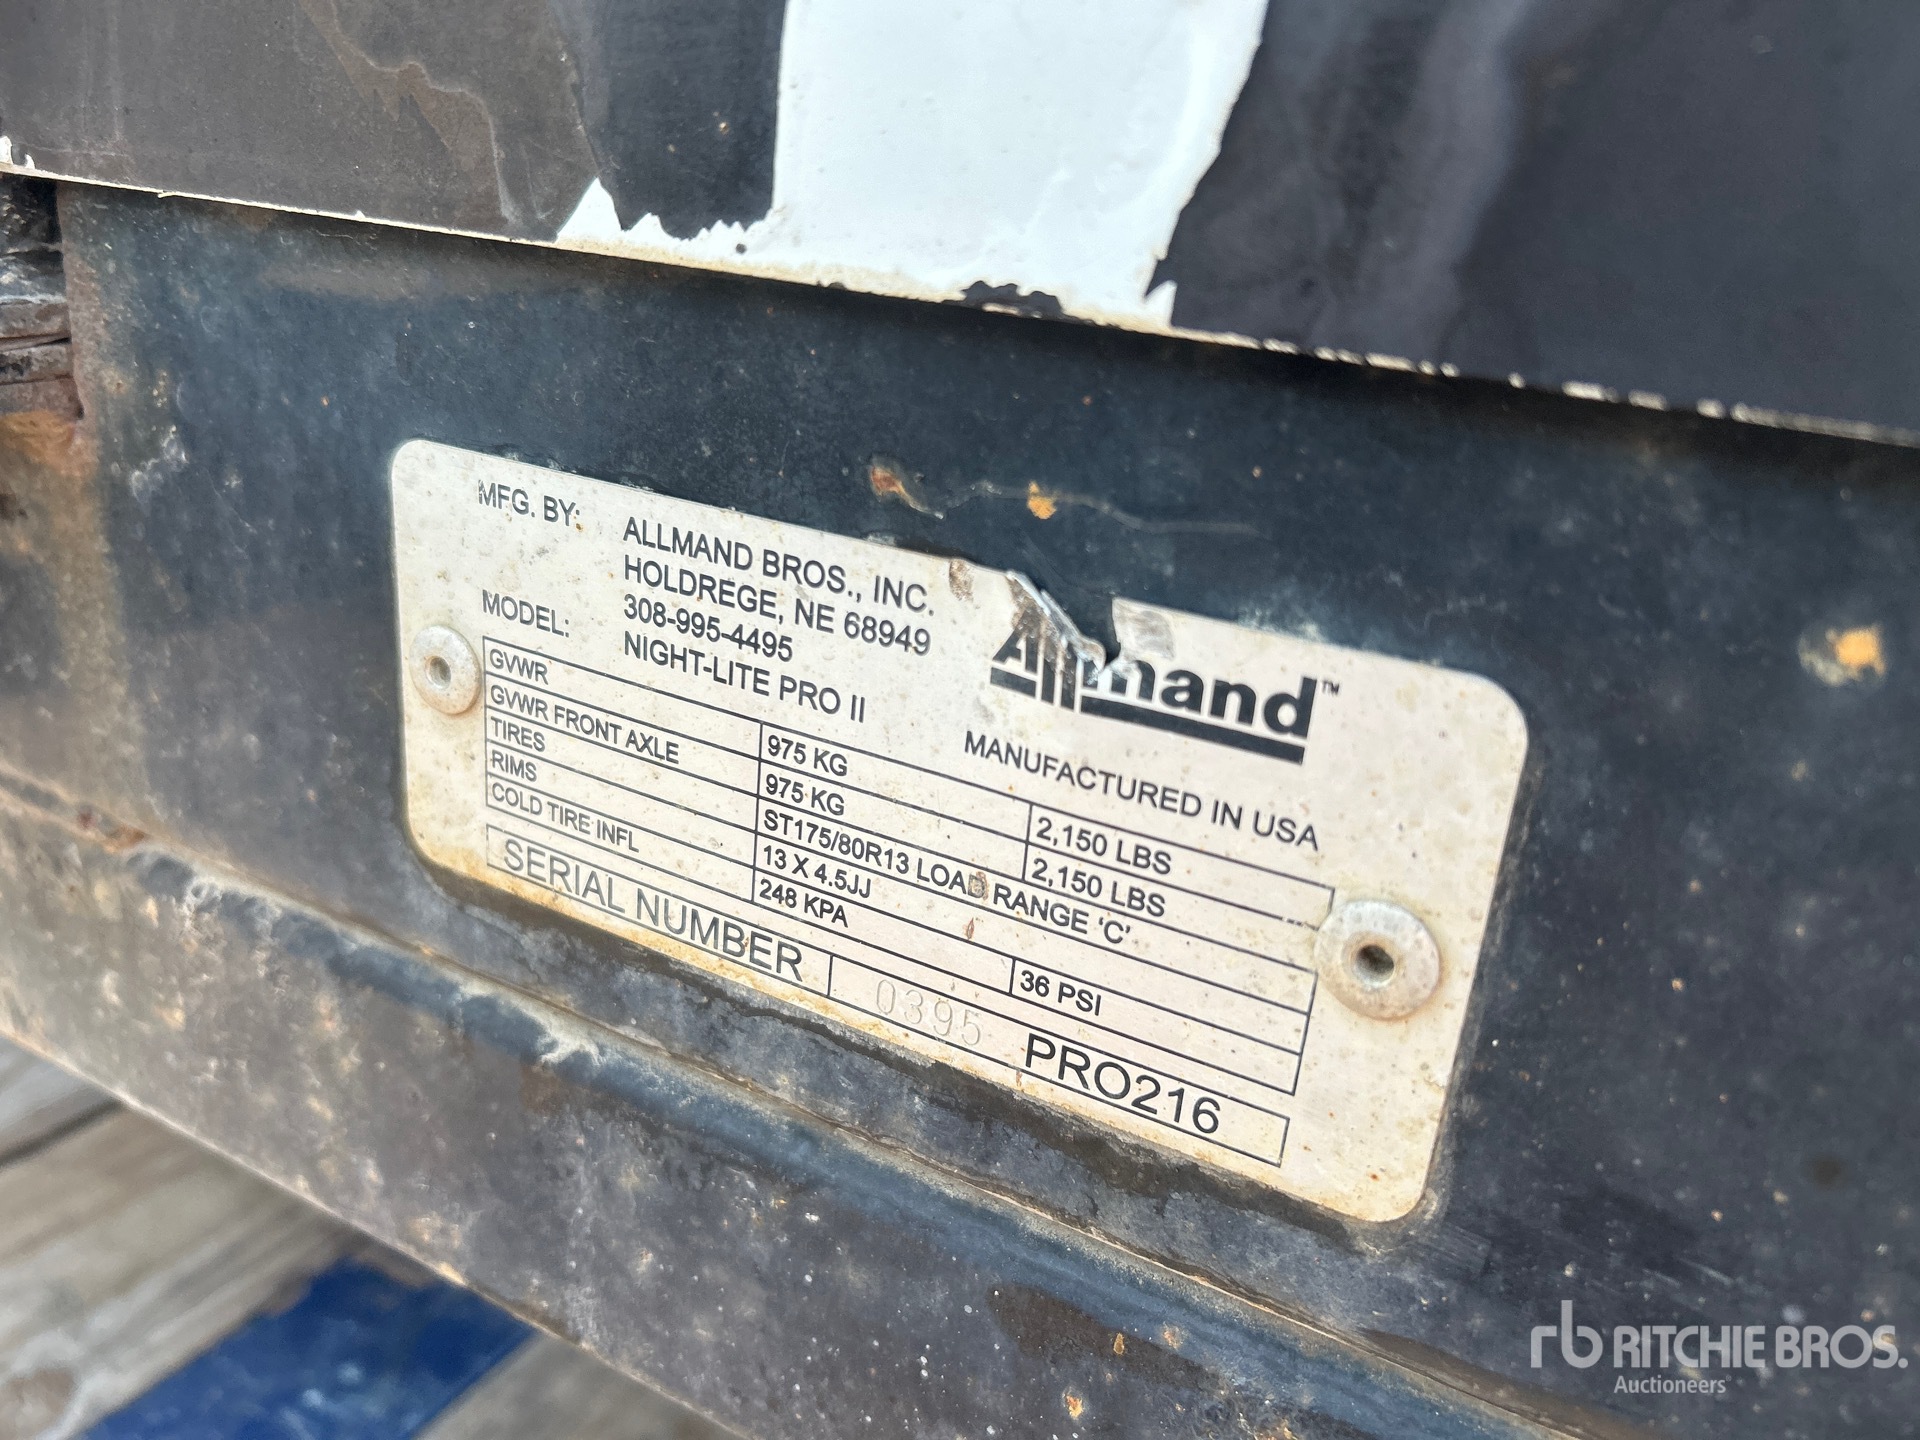 MFG. BY: ALLMAND BROS., INC.
HOLDREGE, NE 68949
308-995-4495
MODEL: NIGHT-LITE PRO II
Allmand™
MANUFACTURED IN USA
GVWR 975 KG 2,150 LBS
GVWR FRONT AXLE 975 KG 2,150 LBS
TIRES ST175/80R13 LOAD RANGE 'C'
RIMS 13 X 4.5JJ
COLD TIRE INFL 248 KPA 36 PSI
SERIAL NUMBER 0395 PRO216
rb RITCHIE BROS.
Auctioneers